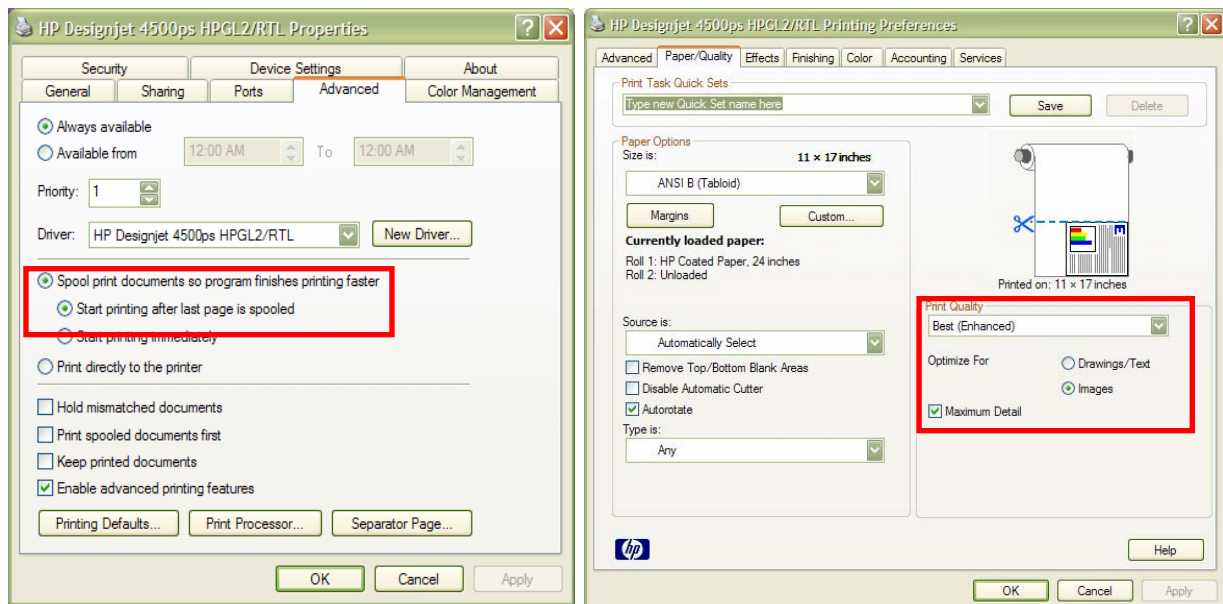 HP Designjet 4500ps HPGL2/RTL Properties
Security Device Settings About
General Sharing Ports Advanced Color Management
Always available
Available from 12:00 AM To 12:00 AM
Priority: 1
Driver: HP Designjet 4500ps HPGL2/RTL New Driver...
Spool print documents so program finishes printing faster
Start printing after last page is spooled
Start printing immediately
Print directly to the printer
Hold mismatched documents
Print spooled documents first
Keep printed documents
Enable advanced printing features
Printing Defaults... Print Processor... Separator Page...
OK Cancel Apply
HP Designjet 4500ps HPGL2/RTL Printing Preferences
Advanced Paper/Quality Effects Finishing Color Accounting Services
Print Task Quick Sets
Type new Quick Set name here Save Delete
Paper Options
Size is: 11 × 17 inches
ANSI B (Tabloid)
Margins Custom...
Currently loaded paper:
Roll 1: HP Coated Paper, 24 inches
Roll 2: Unloaded
Printed on: 11 × 17 inches
Source is:
Automatically Select
Remove Top/Bottom Blank Areas
Disable Automatic Cutter
Autorotate
Type is:
Any
Print Quality
Best (Enhanced)
Optimize For Drawings/Text
Images
Maximum Detail
hp Help
OK Cancel Apply